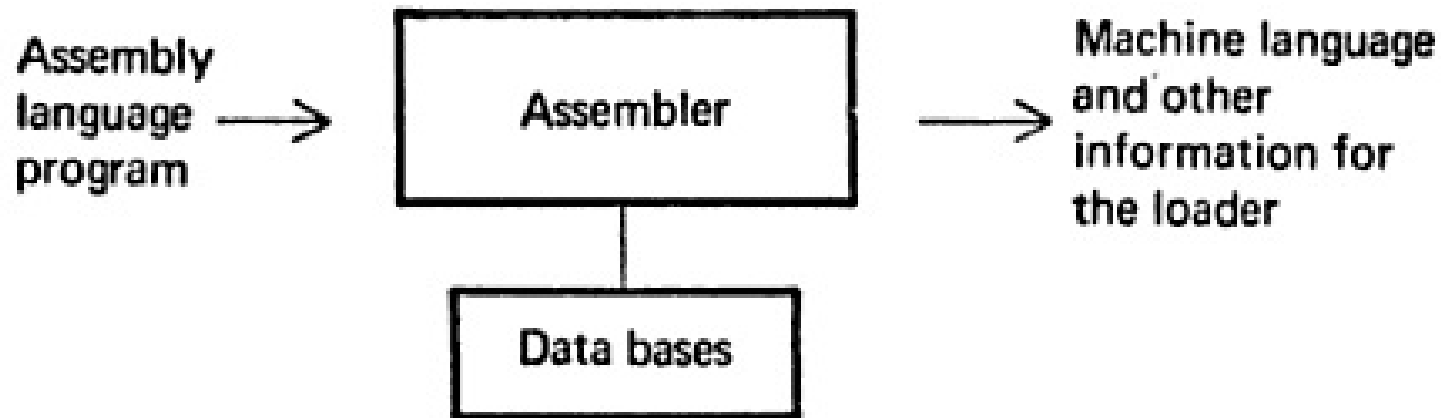 Assembly
language
program
Assembler
Machine language
and other
information for
the loader
Data bases